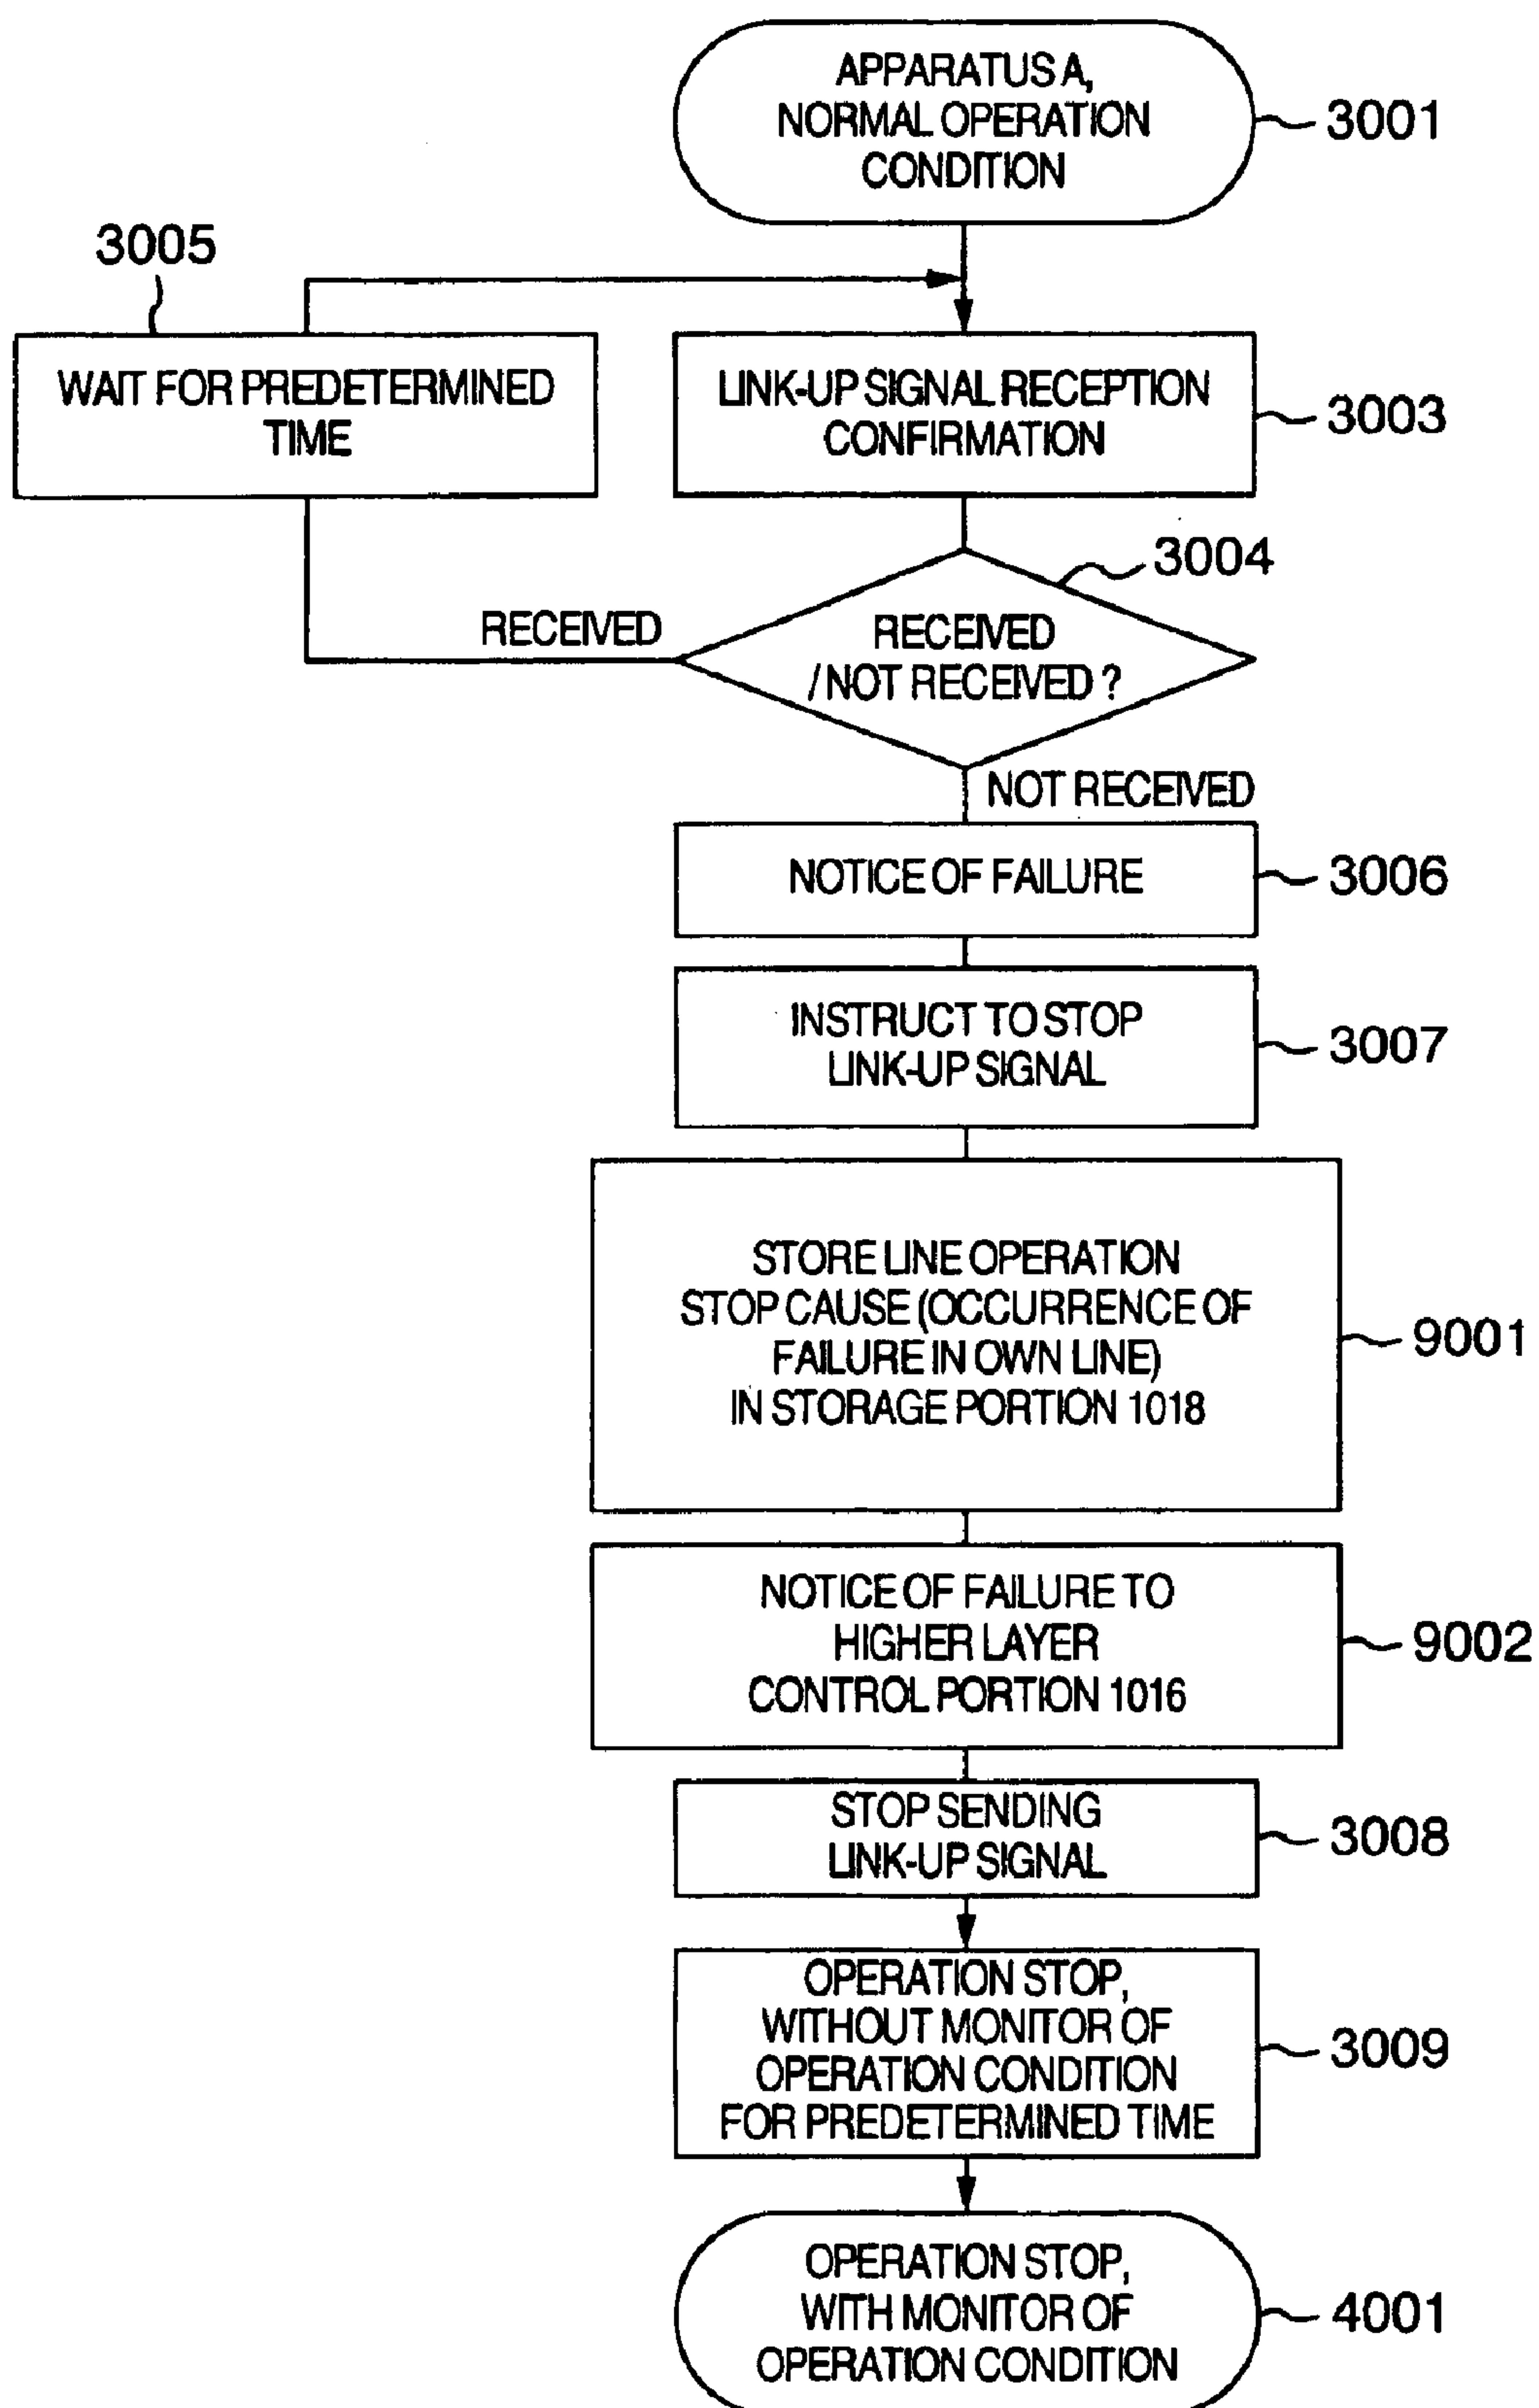 APPARATUS A,
NORMAL OPERATION
CONDITION
3001
3005
WAIT FOR PREDETERMINED
TIME
LINK-UP SIGNAL RECEPTION
CONFIRMATION
3003
3004
RECEIVED
RECEIVED
/ NOT RECEIVED ?
NOT RECEIVED
NOTICE OF FAILURE
3006
INSTRUCT TO STOP
LINK-UP SIGNAL
3007
STORE LINE OPERATION
STOP CAUSE (OCCURRENCE OF
FAILURE IN OWN LINE)
IN STORAGE PORTION 1018
9001
NOTICE OF FAILURE TO
HIGHER LAYER
CONTROL PORTION 1016
9002
STOP SENDING
LINK-UP SIGNAL
3008
OPERATION STOP,
WITHOUT MONITOR OF
OPERATION CONDITION
FOR PREDETERMINED TIME
3009
OPERATION STOP,
WITH MONITOR OF
OPERATION CONDITION
4001